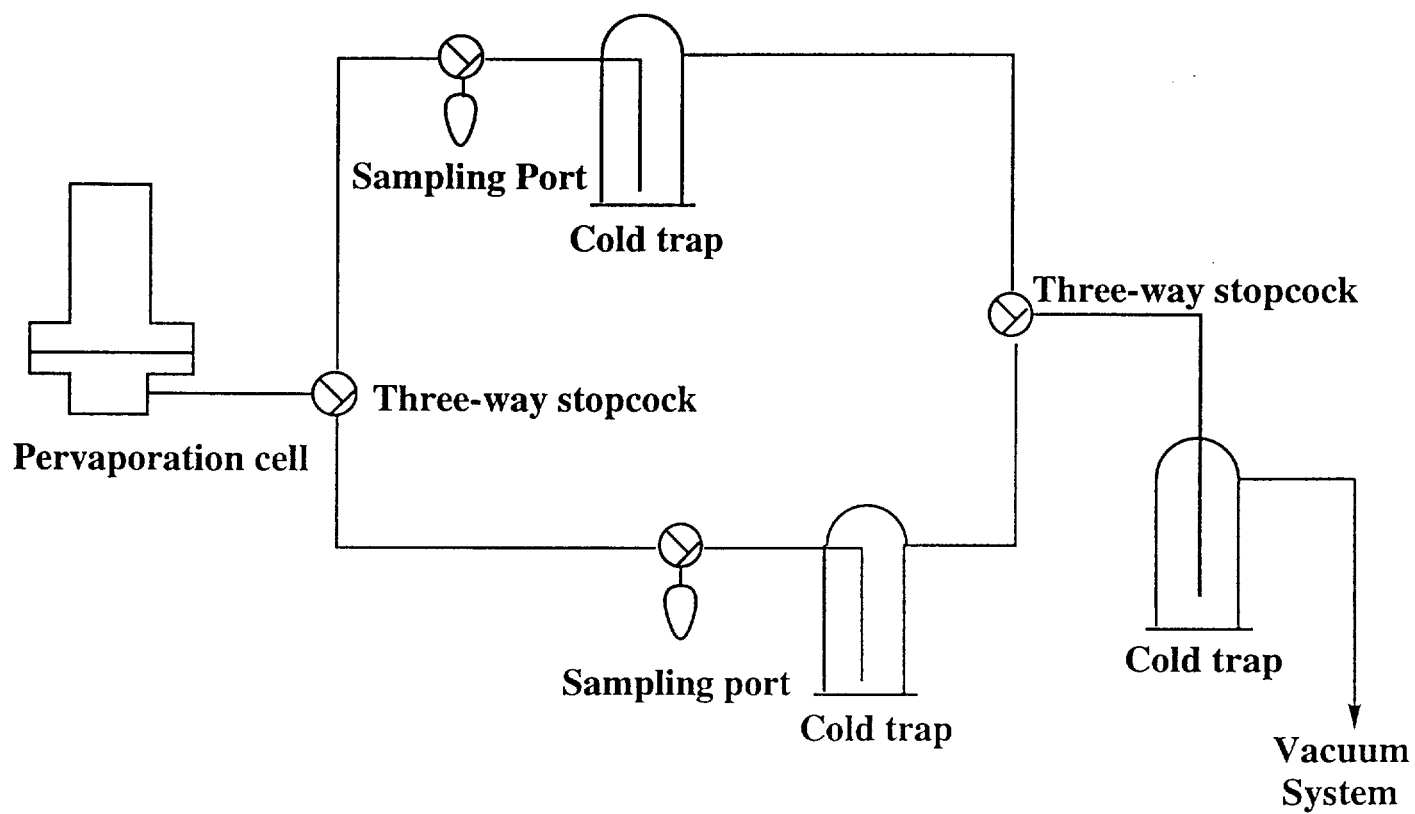 Sampling Port
Cold trap
Three-way stopcock
Three-way stopcock
Pervaporation cell
Sampling port
Cold trap
Cold trap
Vacuum
System